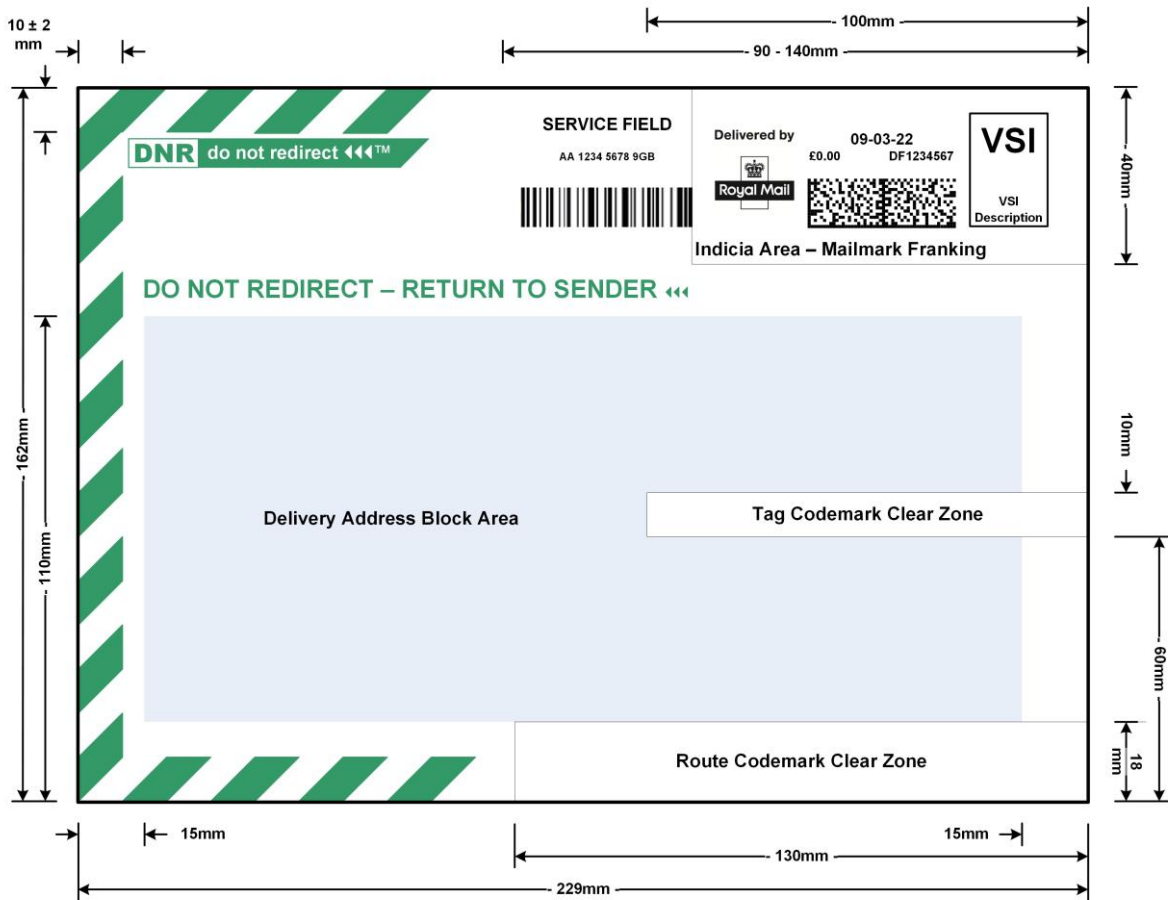 10 ± 2
mm
- 100mm -
- 90 - 140mm -
SERVICE FIELD
AA 1234 5678 9GB
Delivered by
Royal Mail
09-03-22
£0.00 DF1234567
VSI
VSI
Description
Indicia Area – Mailmark Franking
- 40mm -
DNR do not redirect ™
DO NOT REDIRECT – RETURN TO SENDER
- 162mm -
- 110mm -
10mm
Delivery Address Block Area
Tag Codemark Clear Zone
- 60mm -
Route Codemark Clear Zone
18
mm
15mm
15mm
- 130mm -
- 229mm -